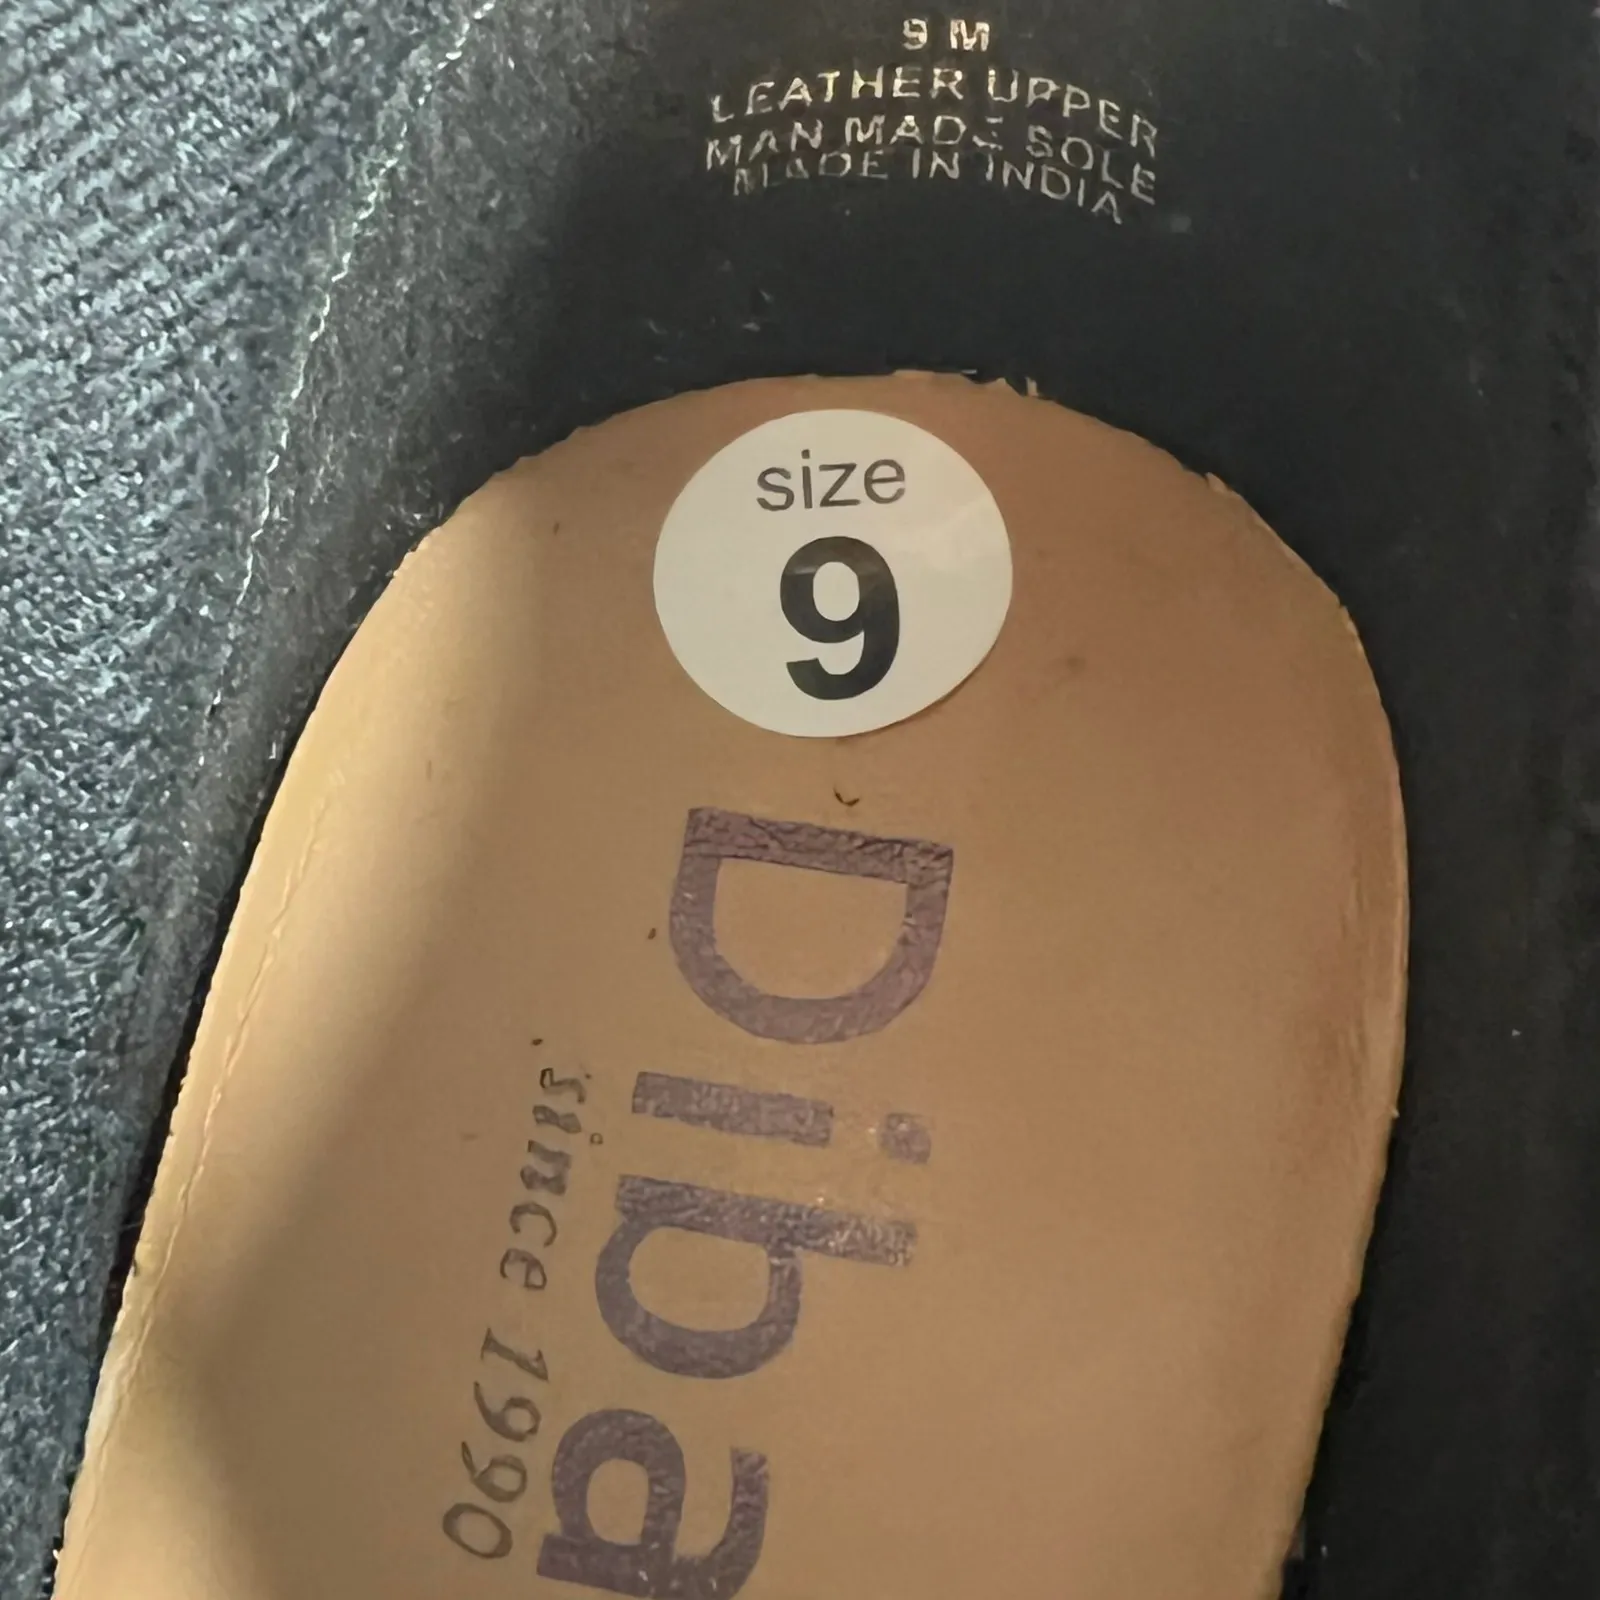 9 M
LEATHER UPPER
MAN MADE SOLE
MADE IN INDIA
size
9
Diba
since 1990